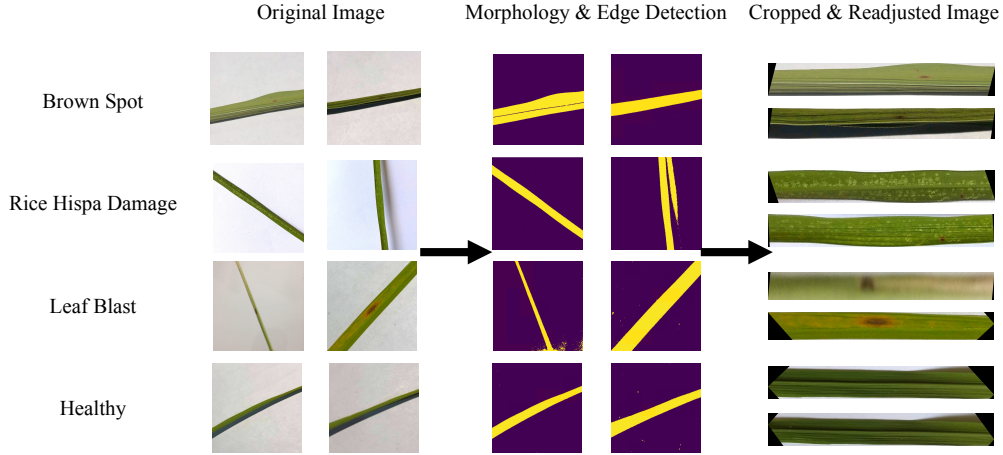 Original Image
Morphology & Edge Detection
Cropped & Readjusted Image
Brown Spot
Rice Hispa Damage
Leaf Blast
Healthy